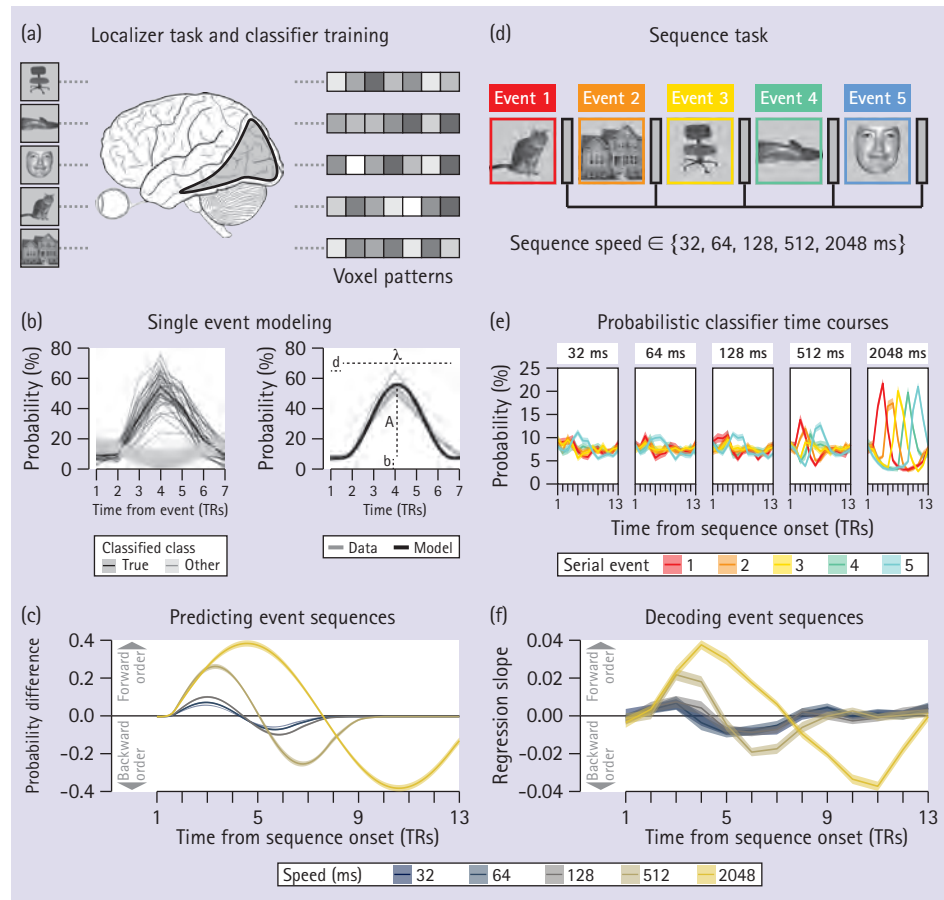 (a)
Localizer task and classifier training
Voxel patterns
(d)
Sequence task
Event 1 Event 2 Event 3 Event 4 Event 5
Sequence speed ∈ {32, 64, 128, 512, 2048 ms}
(b)
Single event modeling
Probability (%)
80
60
40
20
0
1 2 3 4 5 6 7
Time from event (TRs)
Classified class
True Other
Probability (%)
80
60
40
20
0
d
λ
A
b
1 2 3 4 5 6 7
Time (TRs)
Data Model
(e)
Probabilistic classifier time courses
32 ms 64 ms 128 ms 512 ms 2048 ms
Probability (%)
25
20
15
10
5
0
1 13 1 13 1 13 1 13 1 13
Time from sequence onset (TRs)
Serial event 1 2 3 4 5
(c)
Predicting event sequences
Probability difference
Forward
order
Backward
order
0.4
0.2
0.0
-0.2
-0.4
1 5 9 13
Time from sequence onset (TRs)
(f)
Decoding event sequences
Regression slope
Forward
order
Backward
order
0.04
0.02
0.00
-0.02
-0.04
1 5 9 13
Time from sequence onset (TRs)
Speed (ms) 32 64 128 512 2048